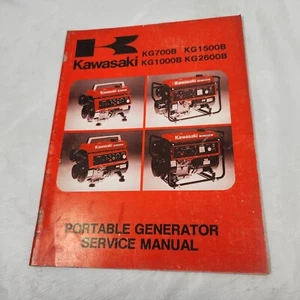 Kawasaki
KG700B KG1500B
KG1000B KG2600B
PORTABLE GENERATOR
SERVICE MANUAL